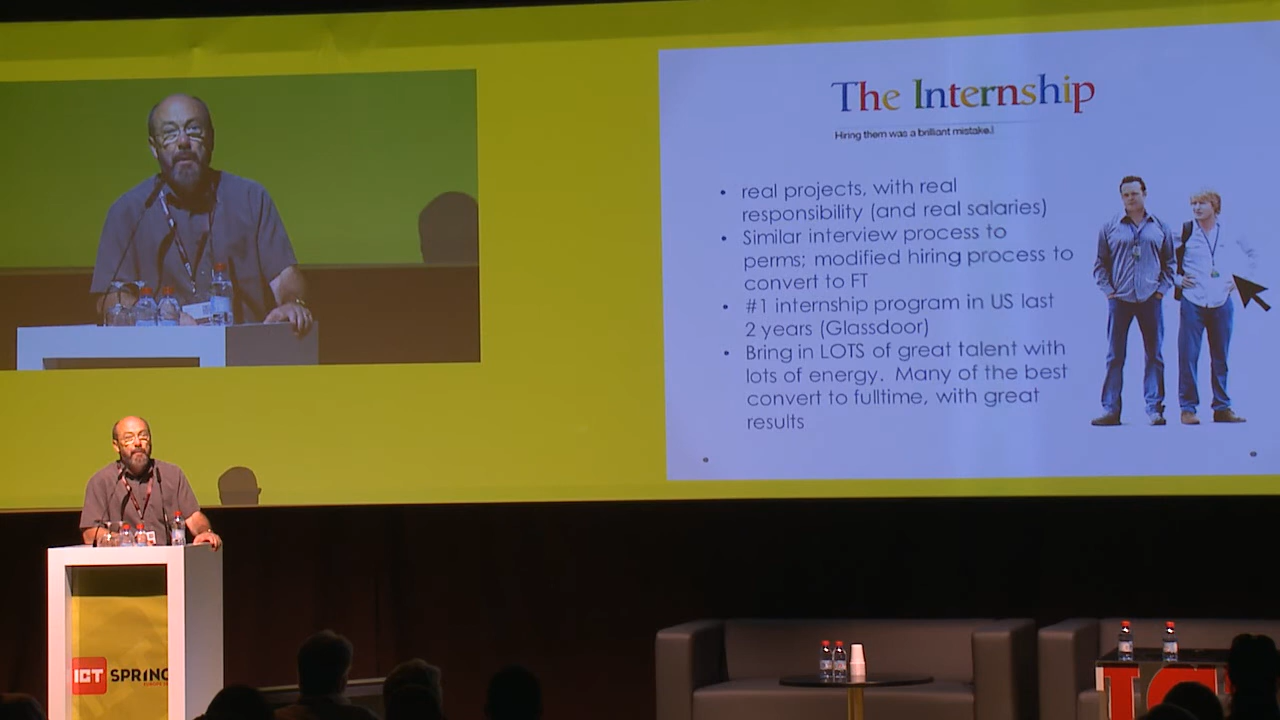 The Internship
Hiring them was a brilliant mistake.
• real projects, with real
responsibility (and real salaries)
• Similar interview process to
perms; modified hiring process to
convert to FT
• #1 internship program in US last
2 years (Glassdoor)
• Bring in LOTS of great talent with
lots of energy. Many of the best
convert to fulltime, with great
results
ICT SPRING